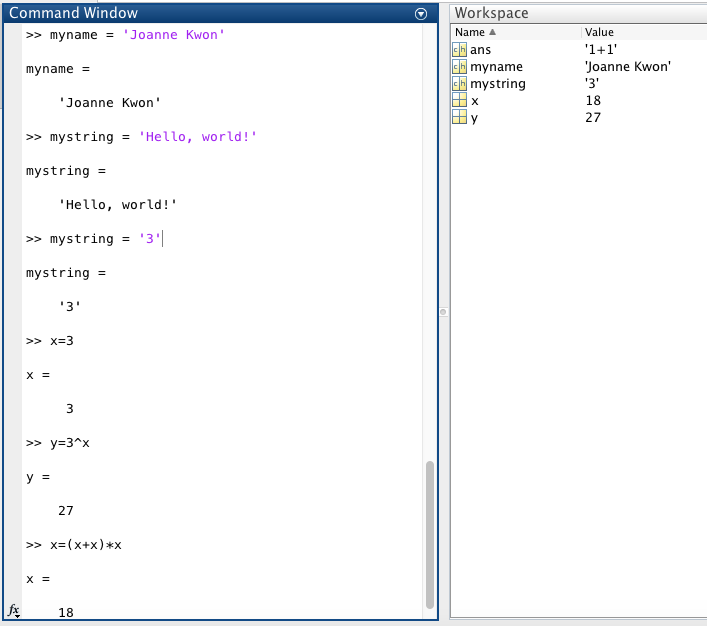 Command Window
>> myname = 'Joanne Kwon'
myname =
'Joanne Kwon'
>> mystring = 'Hello, world!'
mystring =
'Hello, world!'
>> mystring = '3'
mystring =
'3'
>> x=3
x =
3
>> y=3^x
y =
27
>> x=(x+x)*x
x =
18
fx
Workspace
Name Value
ans '1+1'
myname 'Joanne Kwon'
mystring '3'
x 18
y 27